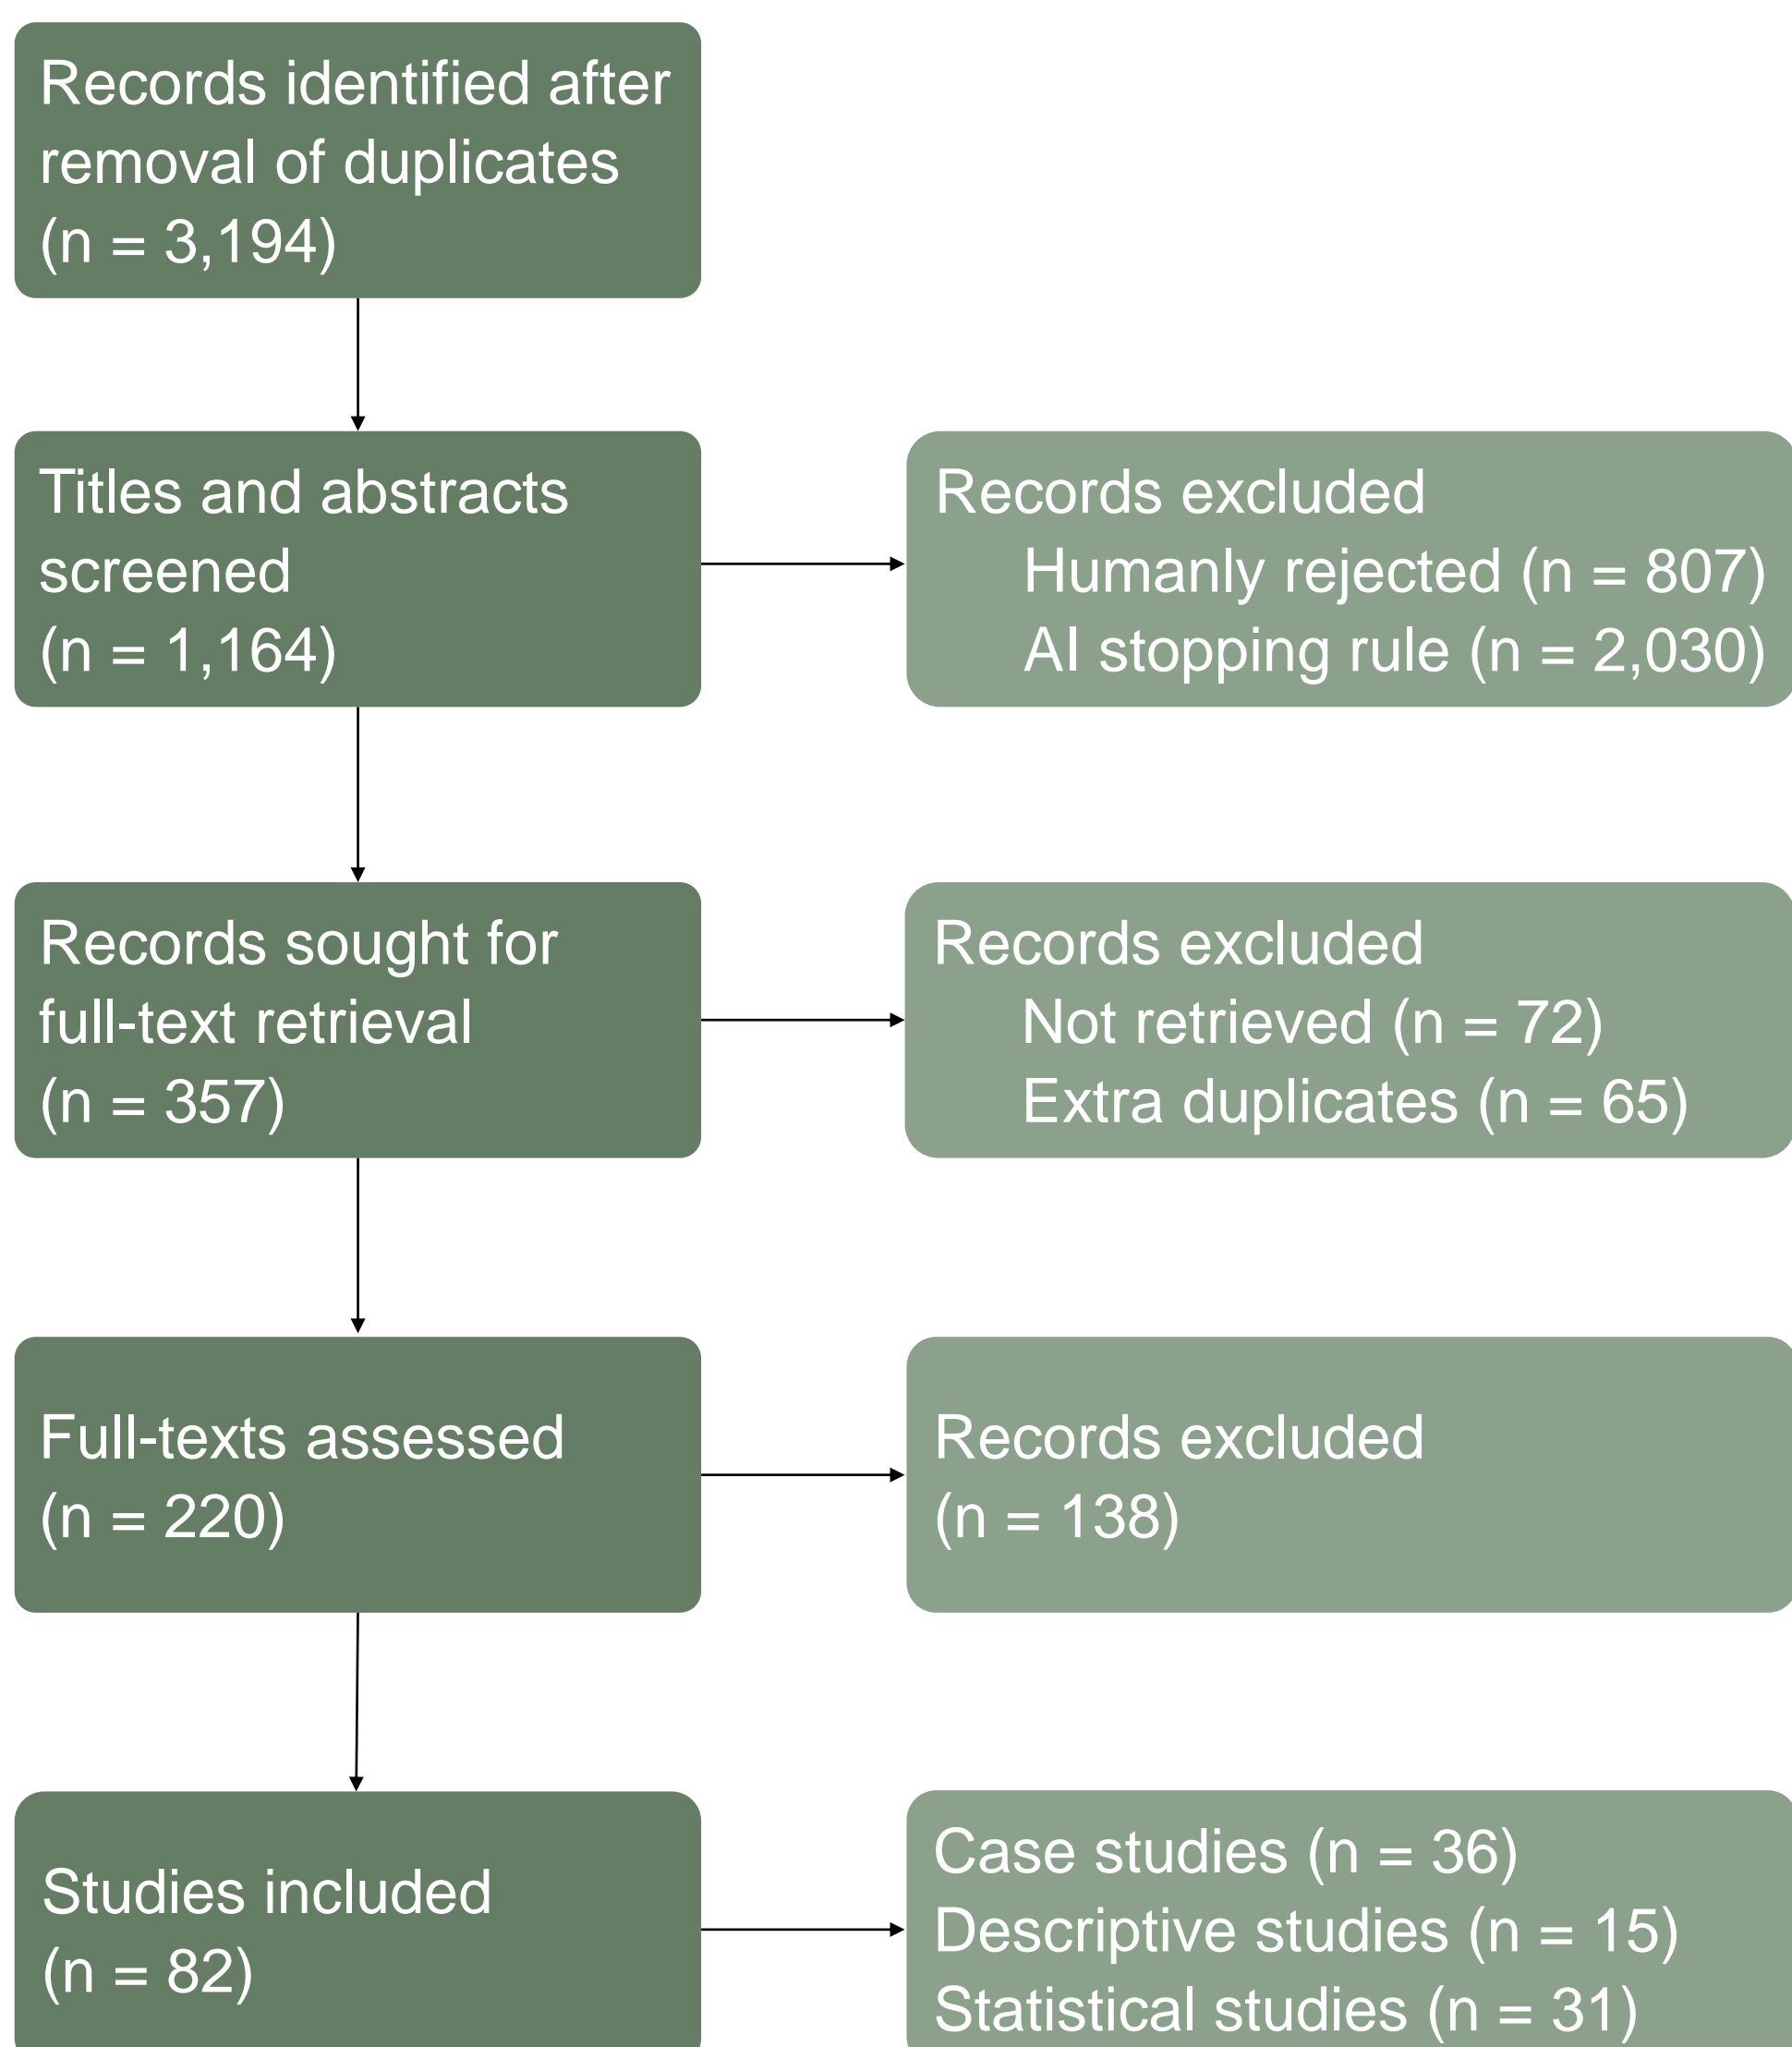 Records identified after
removal of duplicates
(n = 3,194)
Titles and abstracts
screened
(n = 1,164)
Records excluded
Humanly rejected (n = 807)
AI stopping rule (n = 2,030)
Records sought for
full-text retrieval
(n = 357)
Records excluded
Not retrieved (n = 72)
Extra duplicates (n = 65)
Full-texts assessed
(n = 220)
Records excluded
(n = 138)
Studies included
(n = 82)
Case studies (n = 36)
Descriptive studies (n = 15)
Statistical studies (n = 31)